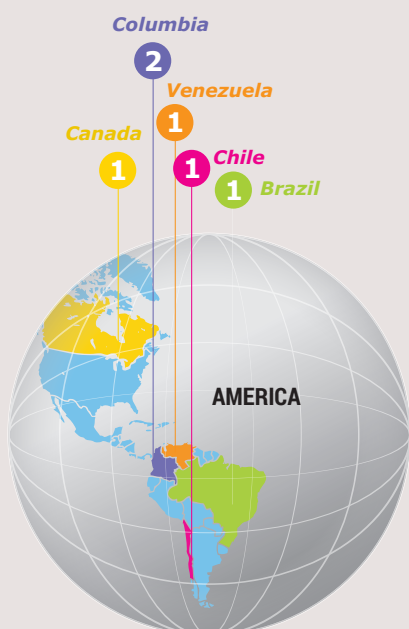 Columbia
2
Venezuela
1
Canada
1
Chile
1
Brazil
1
AMERICA